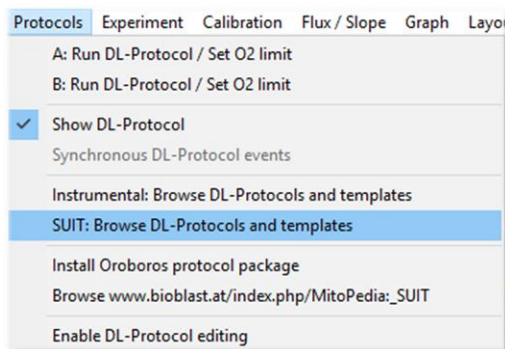 Protocols Experiment Calibration Flux / Slope Graph Layou
A: Run DL-Protocol / Set O2 limit
B: Run DL-Protocol / Set O2 limit
Show DL-Protocol
Synchronous DL-Protocol events
Instrumental: Browse DL-Protocols and templates
SUIT: Browse DL-Protocols and templates
Install Oroboros protocol package
Browse www.bioblast.at/index.php/MitoPedia:_SUIT
Enable DL-Protocol editing